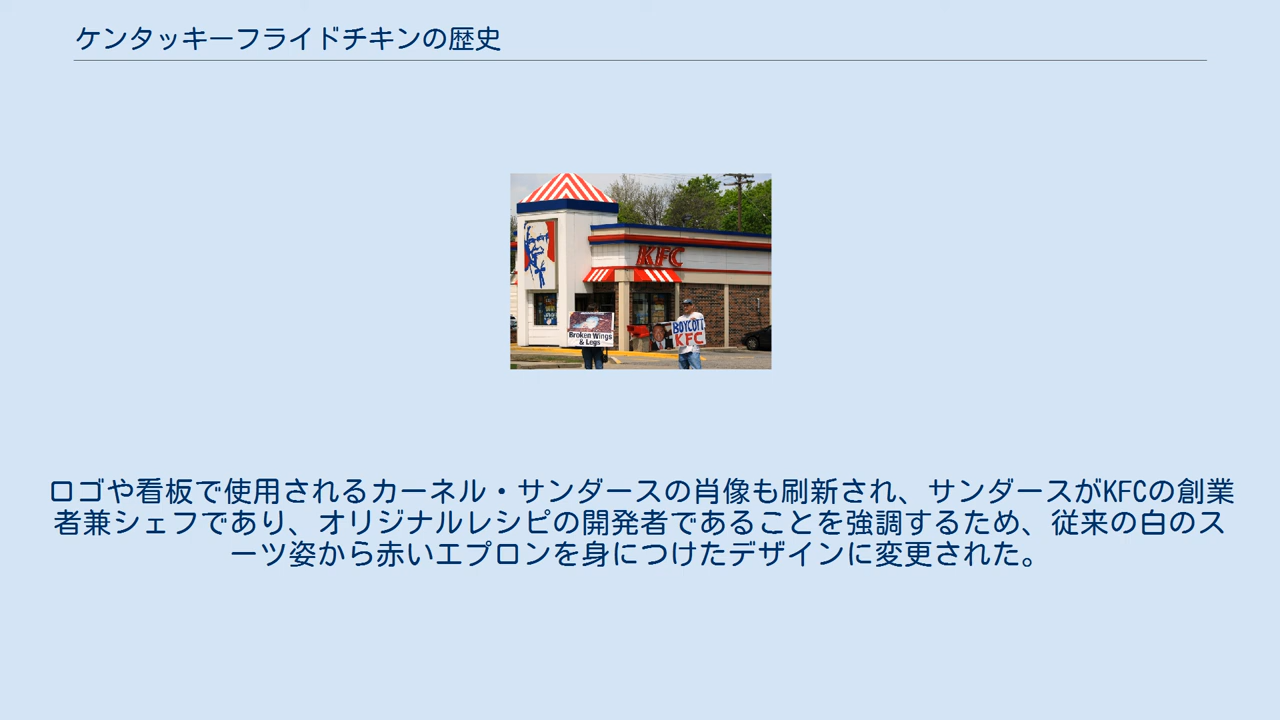 ケンタッキーフライドチキンの歴史
KFC
Broken Wings
& Legs
BOYCOTT
KFC
ロゴや看板で使用されるカーネル・サンダースの肖像も刷新され、サンダースがKFCの創業
者兼シェフであり、オリジナルレシピの開発者であることを強調するため、従来の白のス
ーツ姿から赤いエプロンを身につけたデザインに変更された。